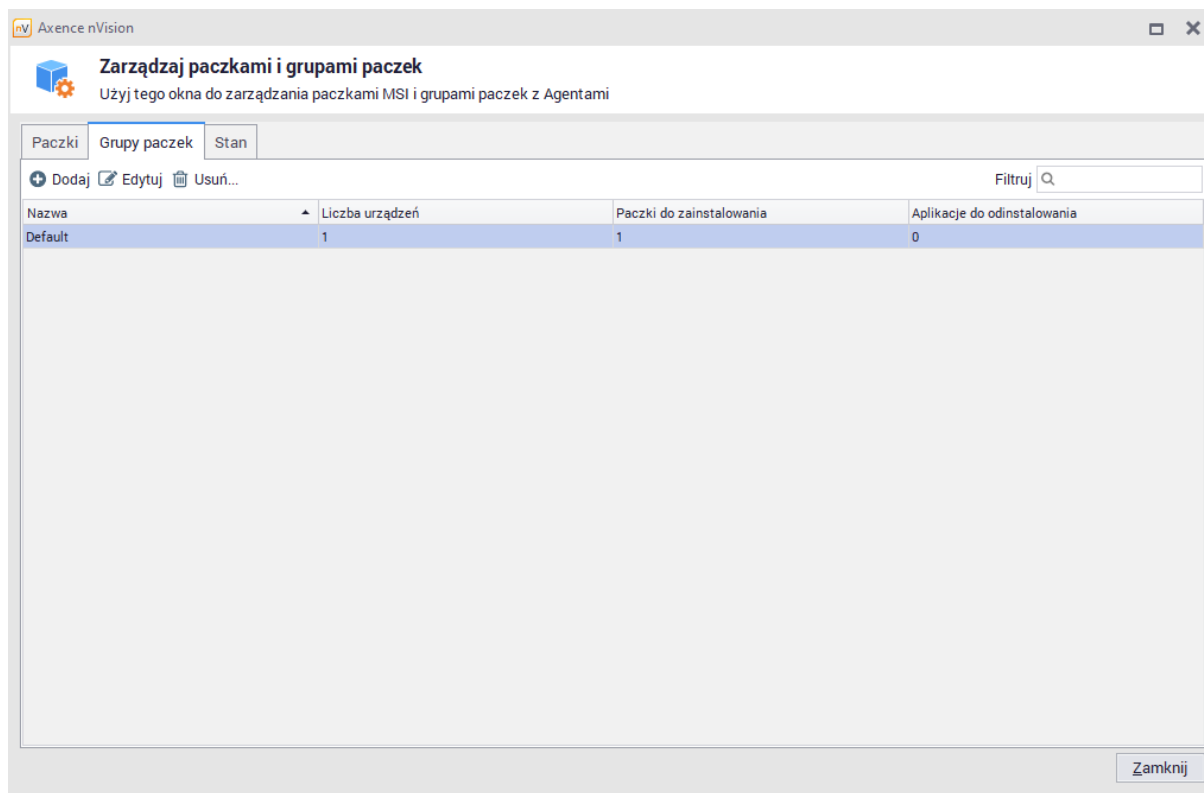 nV Axence nVision
Zarządzaj paczkami i grupami paczek
Użyj tego okna do zarządzania paczkami MSI i grupami paczek z Agentami
Paczki Grupy paczek Stan
Dodaj Edytuj Usuń... Filtruj
Nazwa Liczba urządzeń Paczki do zainstalowania Aplikacje do odinstalowania
Default 1 1 0
Zamknij